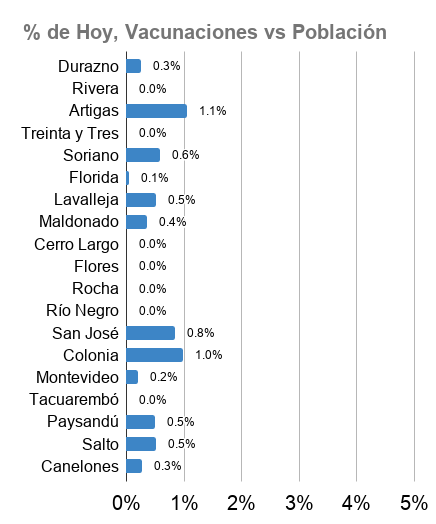 % de Hoy, Vacunaciones vs Población
Durazno 0.3%
Rivera 0.0%
Artigas 1.1%
Treinta y Tres 0.0%
Soriano 0.6%
Florida 0.1%
Lavalleja 0.5%
Maldonado 0.4%
Cerro Largo 0.0%
Flores 0.0%
Rocha 0.0%
Río Negro 0.0%
San José 0.8%
Colonia 1.0%
Montevideo 0.2%
Tacuarembó 0.0%
Paysandú 0.5%
Salto 0.5%
Canelones 0.3%
0% 1% 2% 3% 4% 5%